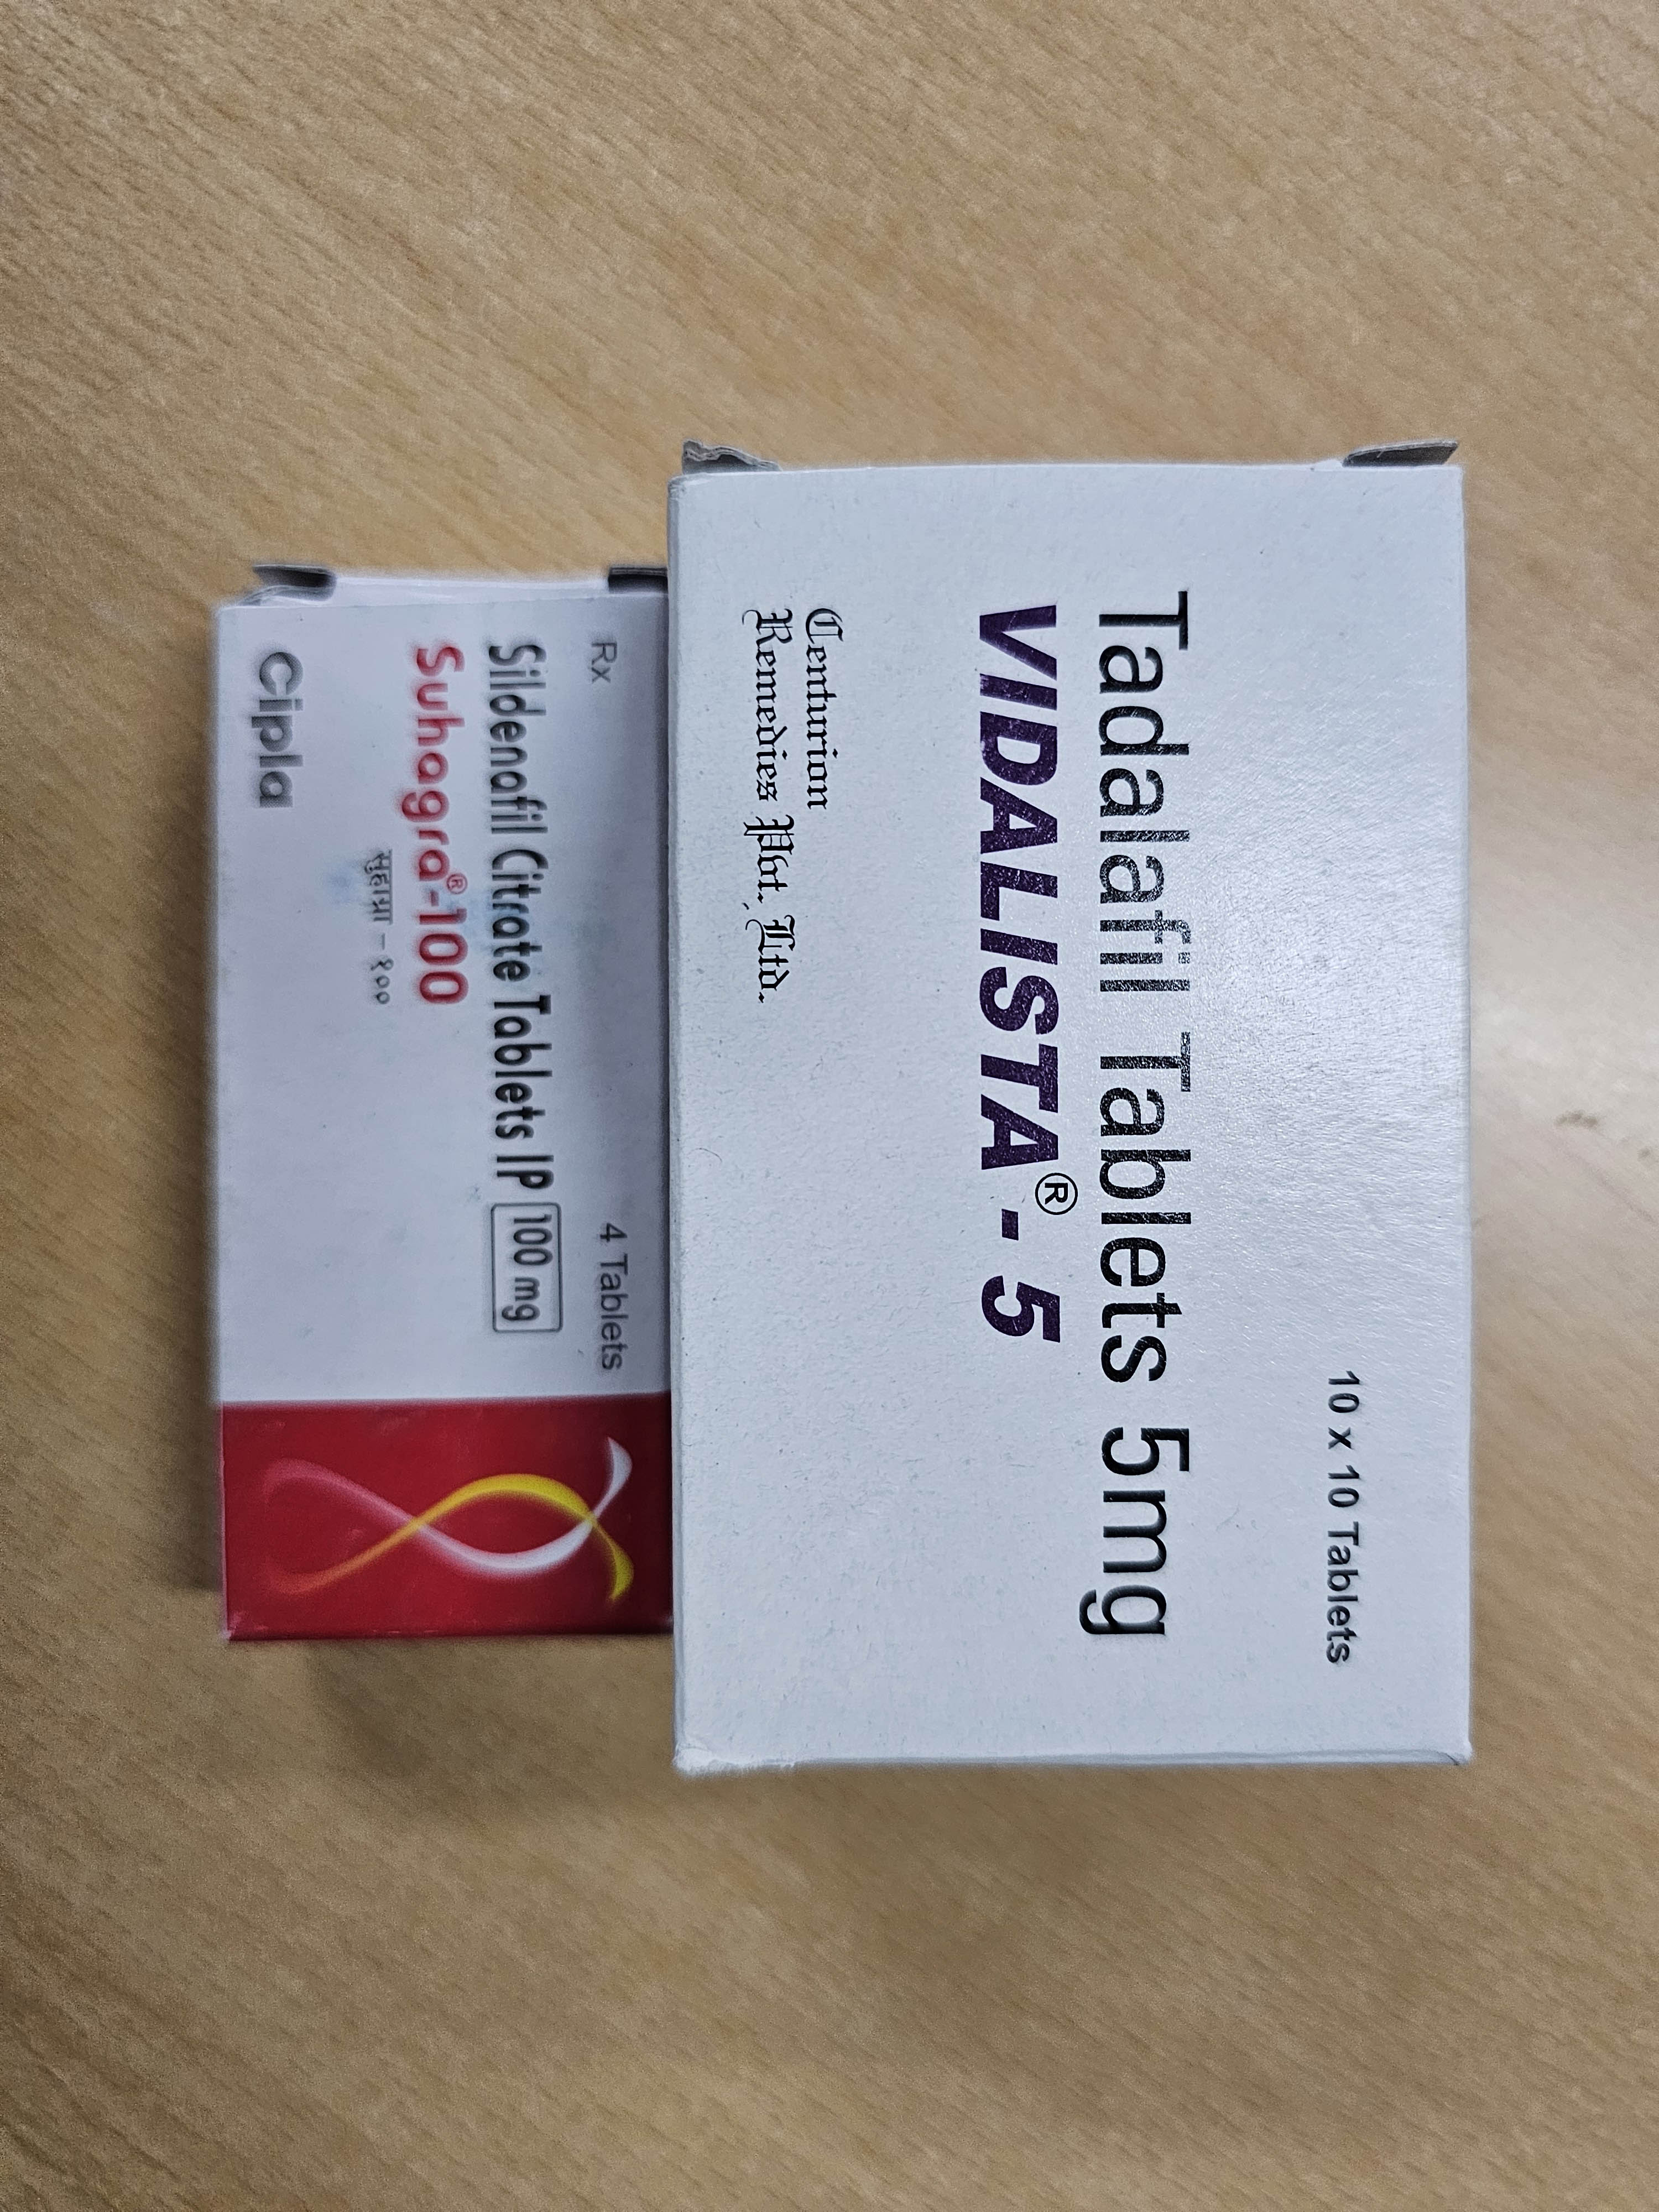 10 x 10 Tablets
Tadalafil Tablets 5mg
VIDALISTA®- 5
Centurion
Remedies Pvt. Ltd.
Rx
4 Tablets
Sildenafil Citrate Tablets IP 100 mg
Suhagra®-100
सुहाग्रा - १००
Cipla